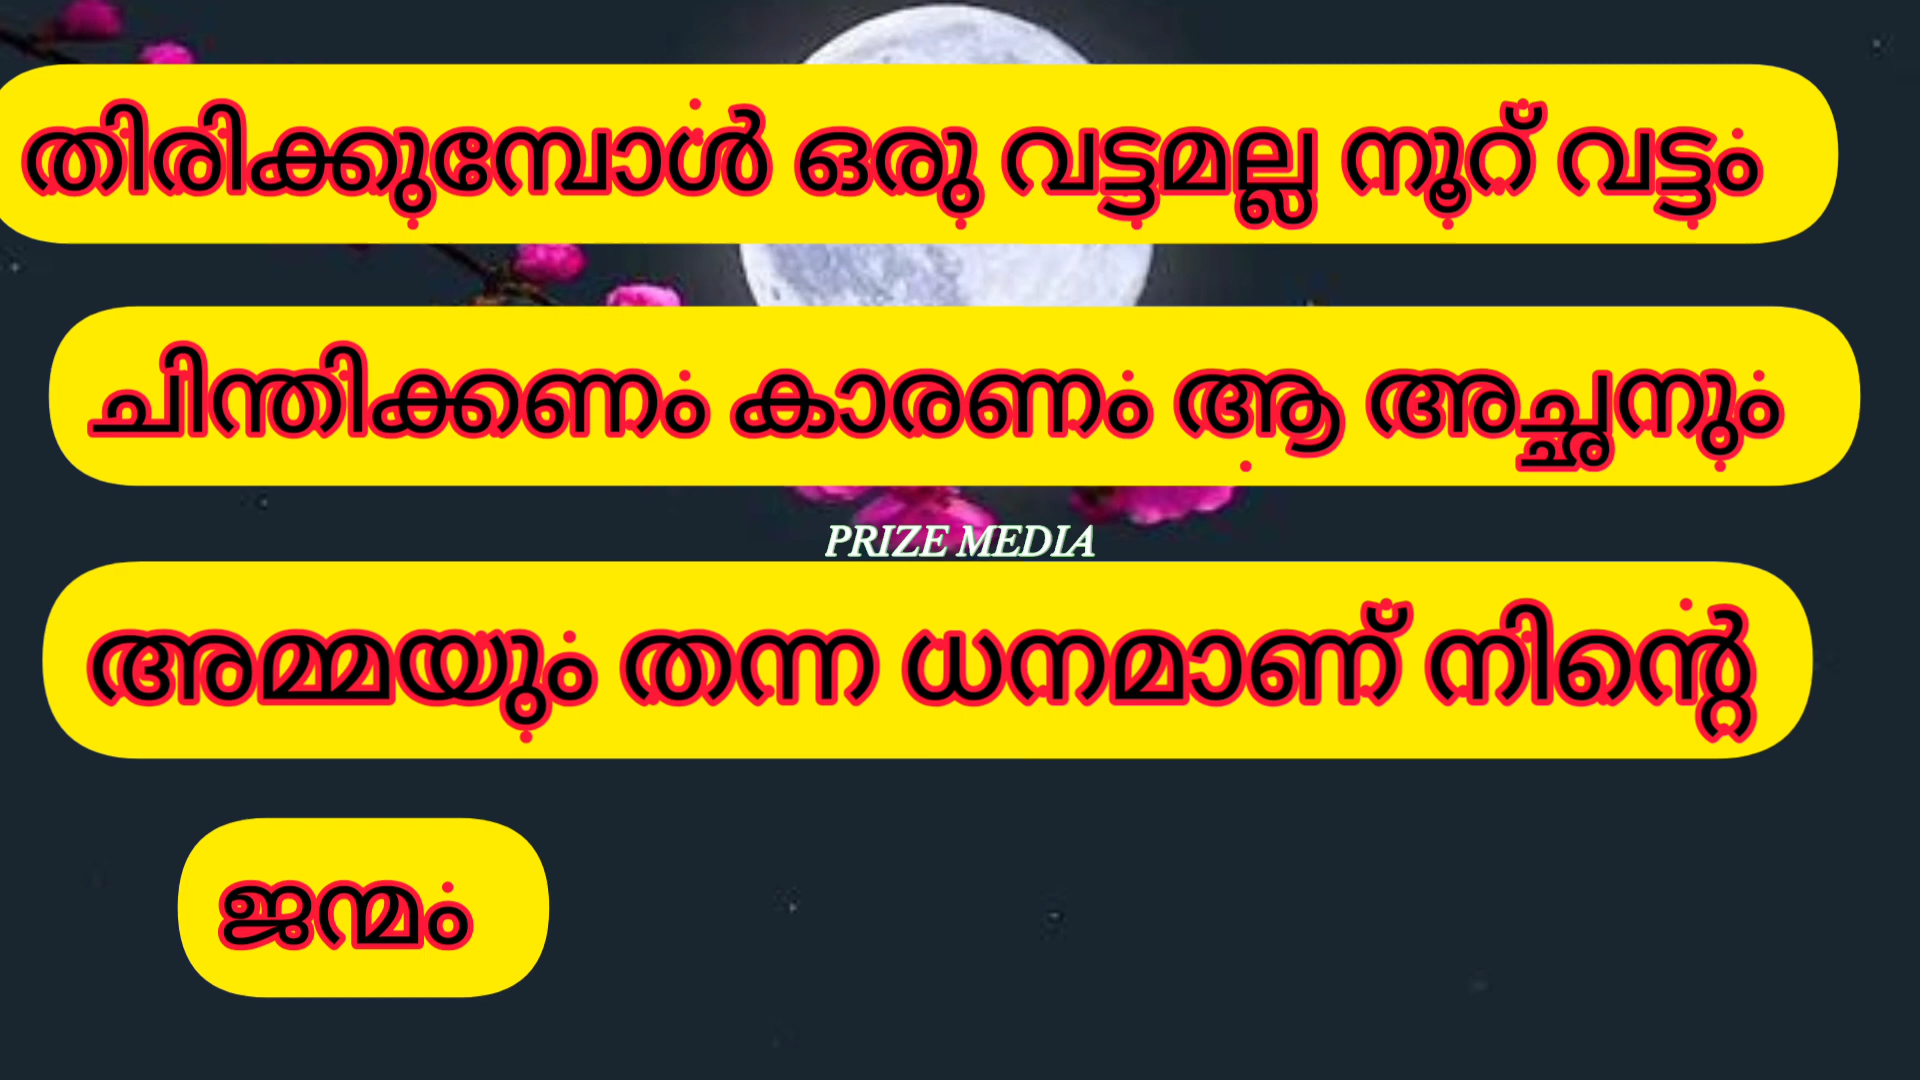 തിരിക്കുമ്പോൾ ഒരു വട്ടമല്ല നൂറ് വട്ടം
ചിന്തിക്കണം കാരണം ആ അച്ഛനും
PRIZE MEDIA
അമ്മയും തന്ന ധനമാണ് നിന്റെ
ജന്മം